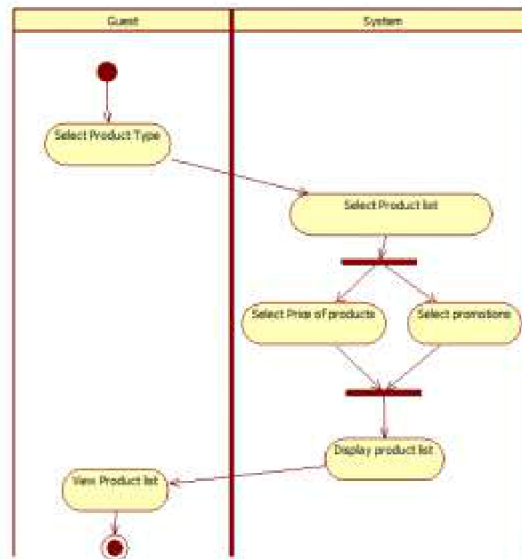 Guest
System
Select Product Type
Select Product list
Select Price of products
Select promotions
Display product list
View Product list